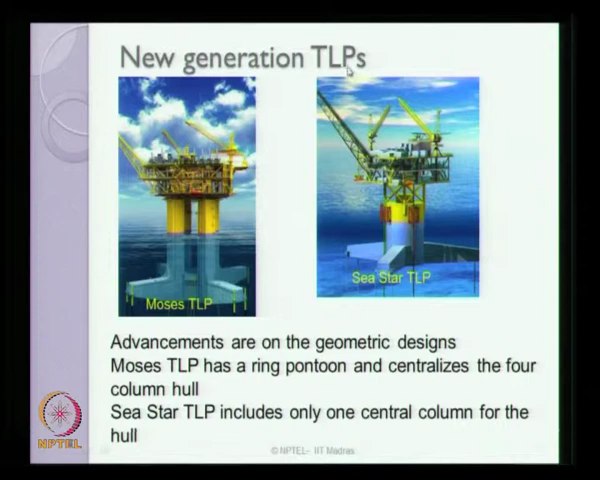 New generation TLPs
Moses TLP
Sea Star TLP
Advancements are on the geometric designs
Moses TLP has a ring pontoon and centralizes the four
column hull
Sea Star TLP includes only one central column for the
hull
NPTEL
© NPTEL- IIT Madras